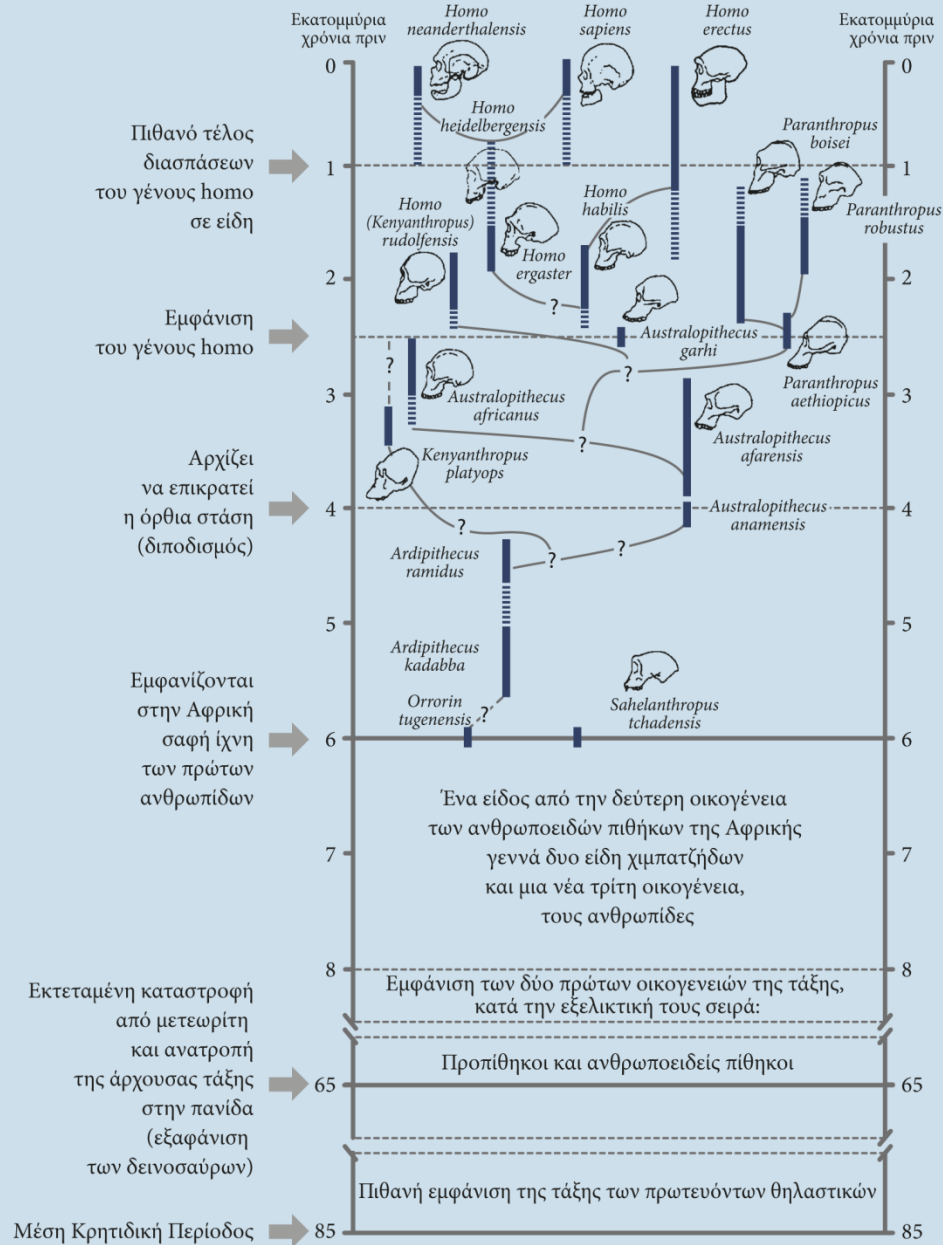 Εκατομμύρια
χρόνια πριν
Homo
neanderthalensis
Homo
sapiens
Homo
erectus
Εκατομμύρια
χρόνια πριν
0
0
Homo
heidelbergensis
Πιθανό τέλος
διασπάσεων
του γένους homo
σε είδη
Paranthropus
boisei
1
1
Homo
(Kenyanthropus)
rudolfensis
Homo
habilis
Paranthropus
robustus
Homo
ergaster
2
2
?
Εμφάνιση
του γένους homo
Australopithecus
garhi
?
?
Paranthropus
aethiopicus
3
3
Australopithecus
africanus
?
Australopithecus
afarensis
Kenyanthropus
platyops
Αρχίζει
να επικρατεί
η όρθια στάση
(διποδισμός)
4
4
Australopithecus
anamensis
?
?
?
Ardipithecus
ramidus
5
5
Ardipithecus
kadabba
Εμφανίζονται
στην Αφρική
σαφή ίχνη
των πρώτων
ανθρωπίδων
Orrorin
tugenensis
?
Sahelanthropus
tchadensis
6
6
Ένα είδος από την δεύτερη οικογένεια
των ανθρωποειδών πιθήκων της Αφρικής
γεννά δυο είδη χιμπατζήδων
και μια νέα τρίτη οικογένεια,
τους ανθρωπίδες
7
7
8
8
Εμφάνιση των δύο πρώτων οικογενειών της τάξης,
κατά την εξελικτική τους σειρά:
Εκτεταμένη καταστροφή
από μετεωρίτη
και ανατροπή
της άρχουσας τάξης
στην πανίδα
(εξαφάνιση
των δεινοσαύρων)
Προπίθηκοι και ανθρωποειδείς πίθηκοι
65
65
Πιθανή εμφάνιση της τάξης των πρωτευόντων θηλαστικών
Μέση Κρητιδική Περίοδος
85
85